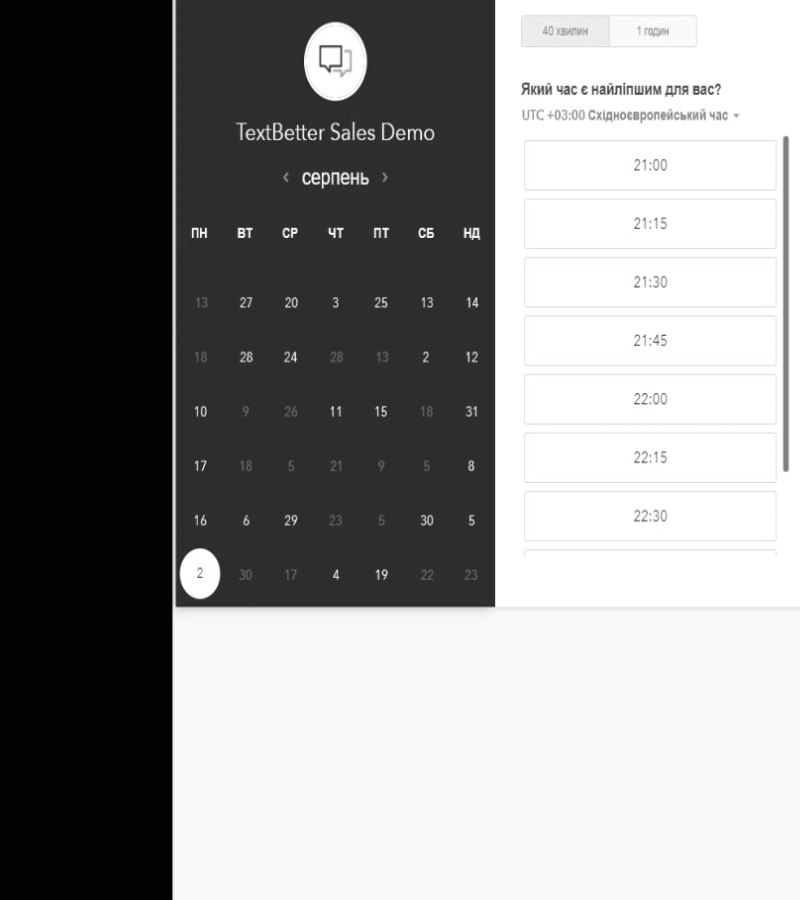 TextBetter Sales Demo
‹ серпень ›
ПН ВТ СР ЧТ ПТ СБ НД
13 27 20 3 25 13 14
18 28 24 28 13 2 12
10 9 26 11 15 18 31
17 18 5 21 9 5 8
16 6 29 23 5 30 5
2 30 17 4 19 22 23
40 хвилин 1 годин
Який час є найліпшим для вас?
UTC +03:00 Східноєвропейський час
21:00
21:15
21:30
21:45
22:00
22:15
22:30